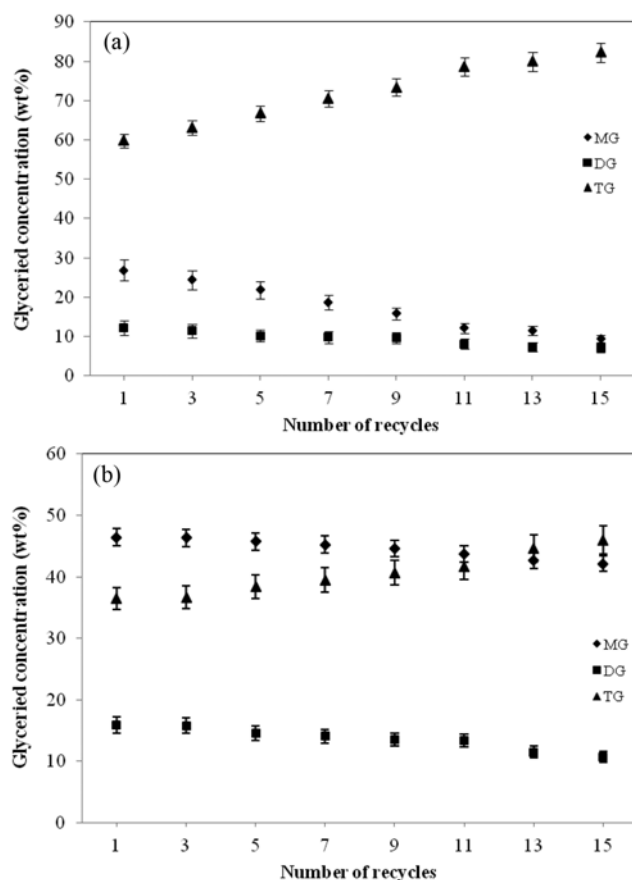 (a)
Glyceried concentration (wt%)
90
80
70
60
50
40
30
20
10
0
MG
DG
TG
1 3 5 7 9 11 13 15
Number of recycles
(b)
Glyceried concentration (wt%)
60
50
40
30
20
10
0
MG
DG
TG
1 3 5 7 9 11 13 15
Number of recycles